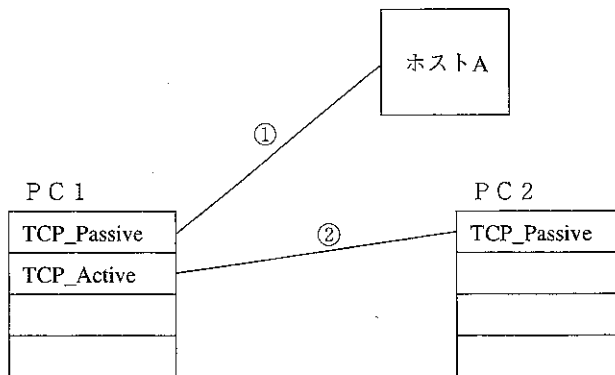 ホストA
①
PC1
PC2
TCP_Passive
②
TCP_Passive
TCP_Active